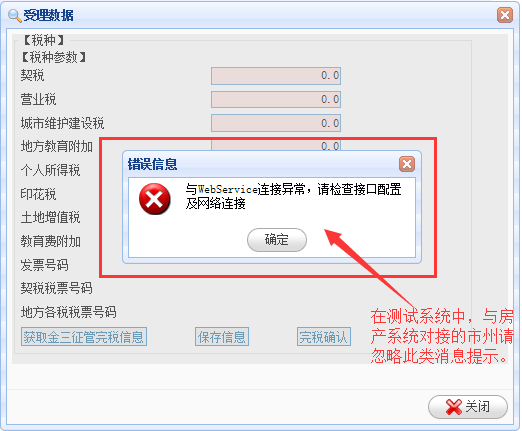 受理数据
【税种】
【税种参数】
契税 0.0
营业税 0.0
城市维护建设税 0.0
地方教育附加 0.0
个人所得税
印花税
土地增值税
教育费附加
发票号码
契税税票号码
地方各税税票号码
错误信息
与WebService连接异常，请检查接口配置
及网络连接
确定
在测试系统中，与房
产系统对接的市州请
忽略此类消息提示。
获取金三征管完税信息 保存信息 完税确认
关闭